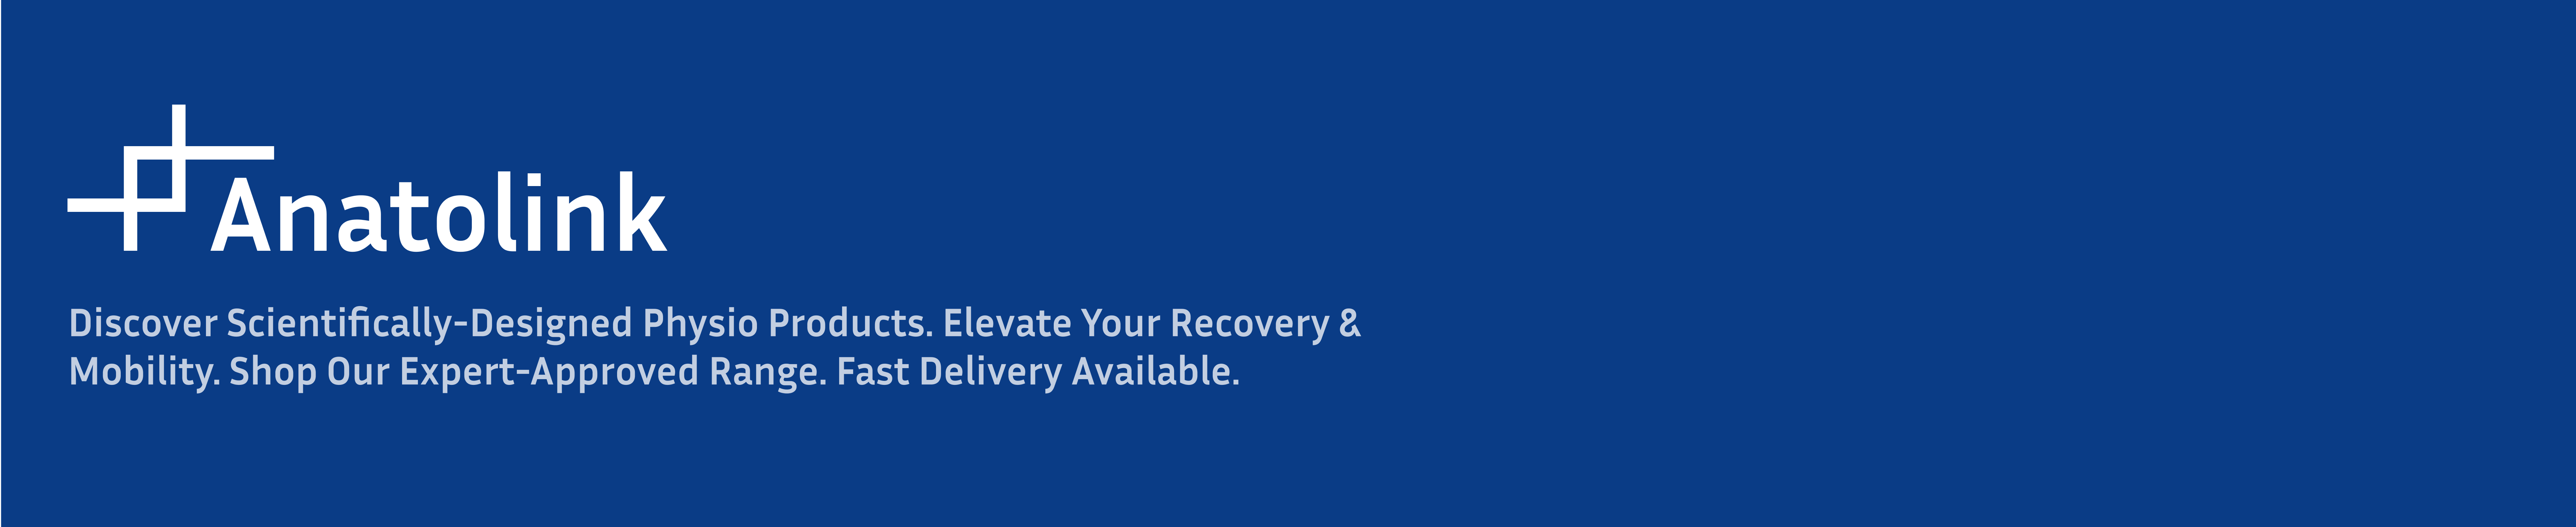 Anatolink
Discover Scientifically-Designed Physio Products. Elevate Your Recovery &
Mobility. Shop Our Expert-Approved Range. Fast Delivery Available.